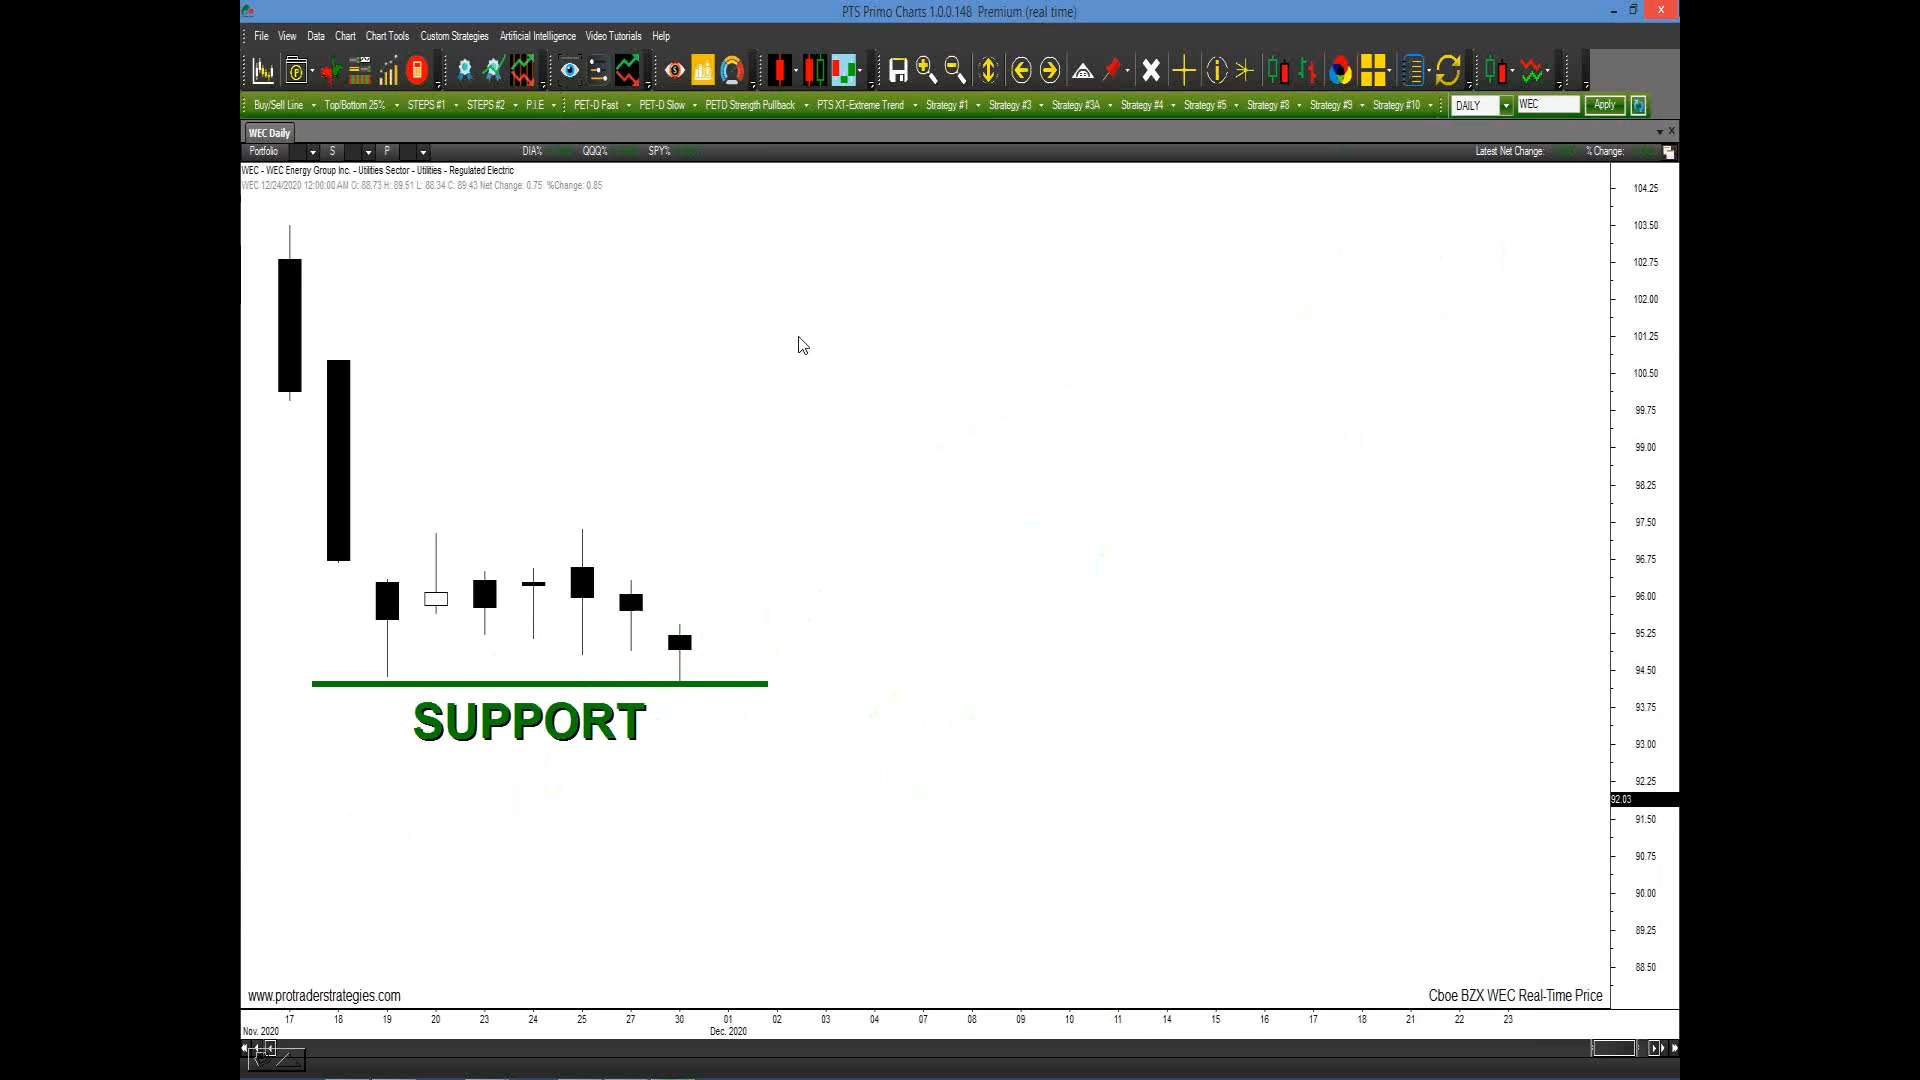 PTS Primo Charts 1.0.0.148 Premium (real time)
File View Data Chart Chart Tools Custom Strategies Artificial Intelligence Video Tutorials Help
Buy/Sell Line Top/Bottom 25% STEPS #1 STEPS #2 P.I.E PET-D Fast PET-D Slow PETD Strength Pullback PTS XT-Extreme Trend Strategy #1 Strategy #3 Strategy #3A Strategy #4 Strategy #5 Strategy #8 Strategy #9 Strategy #10 DAILY WEC Apply
WEC Daily
Portfolio S P DIA% QQQ% SPY% Latest Net Change: % Change:
WEC - WEC Energy Group Inc. - Utilities Sector - Utilities - Regulated Electric
WEC 12/24/2020 12:00:00 AM O: 88.73 H: 89.51 L: 88.34 C: 89.43 Net Change: 0.75 %Change: 0.85
104.25
103.50
102.75
102.00
101.25
100.50
99.75
99.00
98.25
97.50
96.75
96.00
95.25
94.50
93.75
93.00
92.25
92.03
91.50
90.75
90.00
89.25
88.50
SUPPORT
www.protraderstrategies.com
Cboe BZX WEC Real-Time Price
17 18 19 20 23 24 25 27 30 01 02 03 04 07 08 09 10 11 14 15 16 17 18 21 22 23
Nov. 2020 Dec. 2020